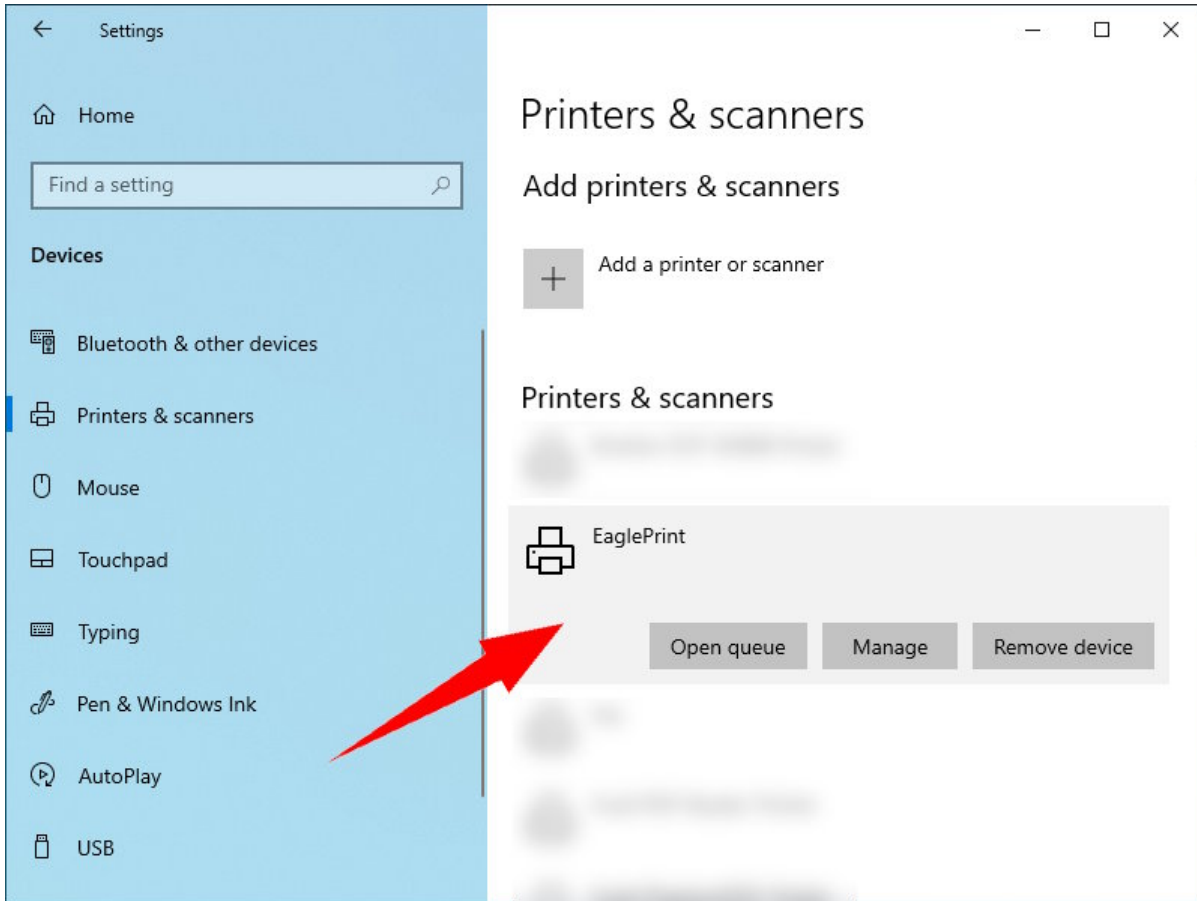 Settings
Home
Find a setting
Devices
Bluetooth & other devices
Printers & scanners
Mouse
Touchpad
Typing
Pen & Windows Ink
AutoPlay
USB
Printers & scanners
Add printers & scanners
Add a printer or scanner
Printers & scanners
EaglePrint
Open queue Manage Remove device